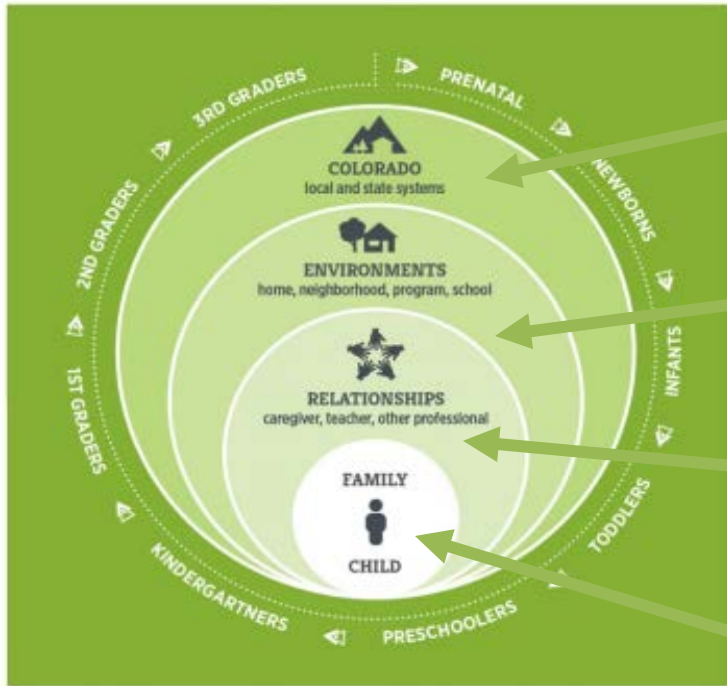 PRENATAL
NEWBORNS
INFANTS
TODDLERS
PRESCHOOLERS
KINDERGARTNERS
1ST GRADERS
2ND GRADERS
3RD GRADERS
COLORADO
local and state systems
ENVIRONMENTS
home, neighborhood, program, school
RELATIONSHIPS
caregiver, teacher, other professional
FAMILY
CHILD